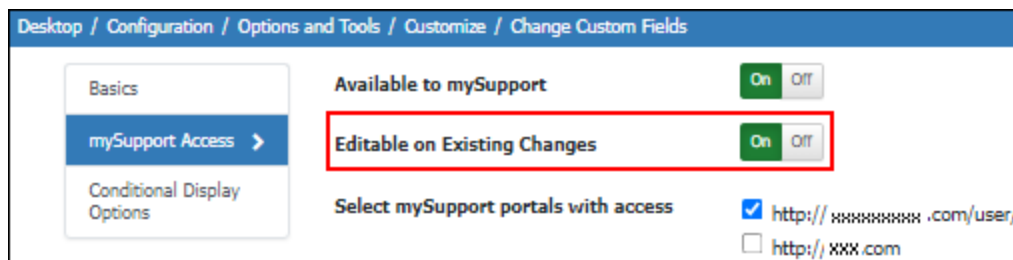 Desktop / Configuration / Options and Tools / Customize / Change Custom Fields
Basics
Available to mySupport
On Off
mySupport Access
Editable on Existing Changes
On Off
Conditional Display
Options
Select mySupport portals with access
http:// xxxxxxxxxx .com/user/
http:// xxx.com